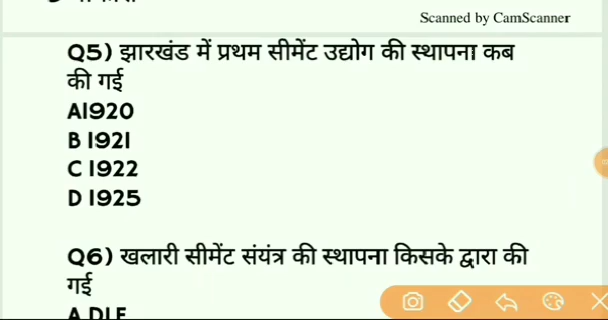 Scanned by CamScanner
Q5) झारखंड में प्रथम सीमेंट उद्योग की स्थापना कब
की गई
A1920
B 1921
C 1922
D 1925
Q6) खलारी सीमेंट संयंत्र की स्थापना किसके द्वारा की
गई